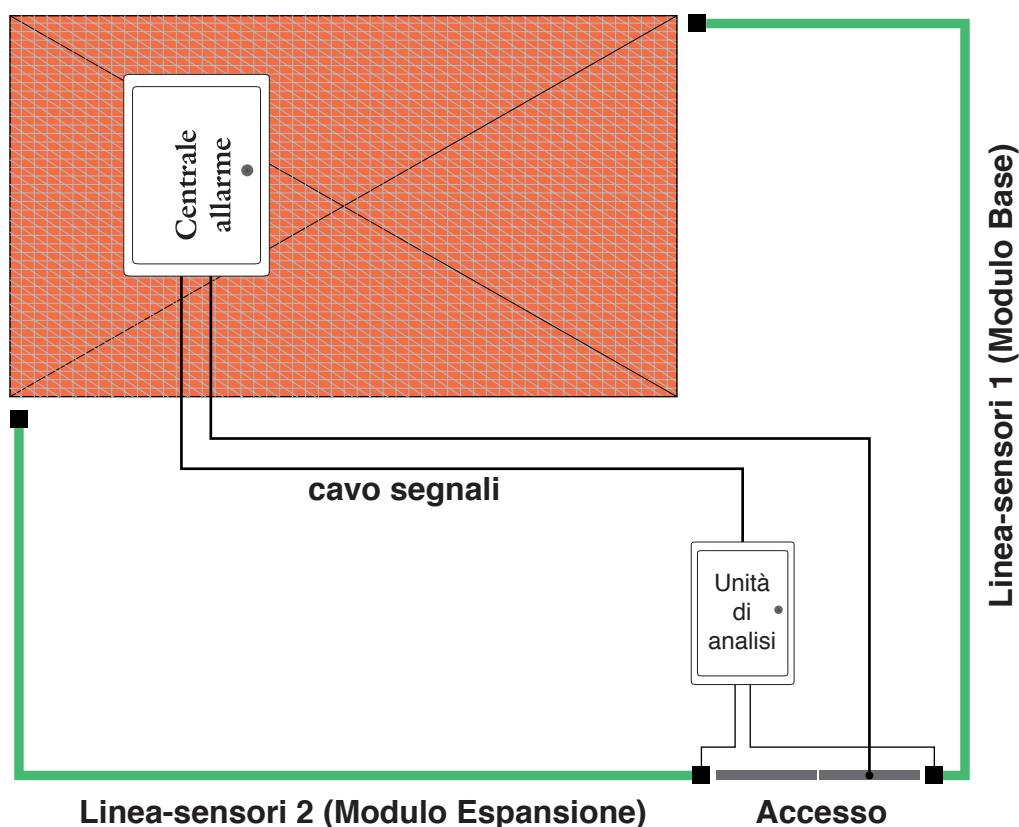 Centrale
allarme
Linea-sensori 1 (Modulo Base)
cavo segnali
Unità
di
analisi
Linea-sensori 2 (Modulo Espansione)
Accesso